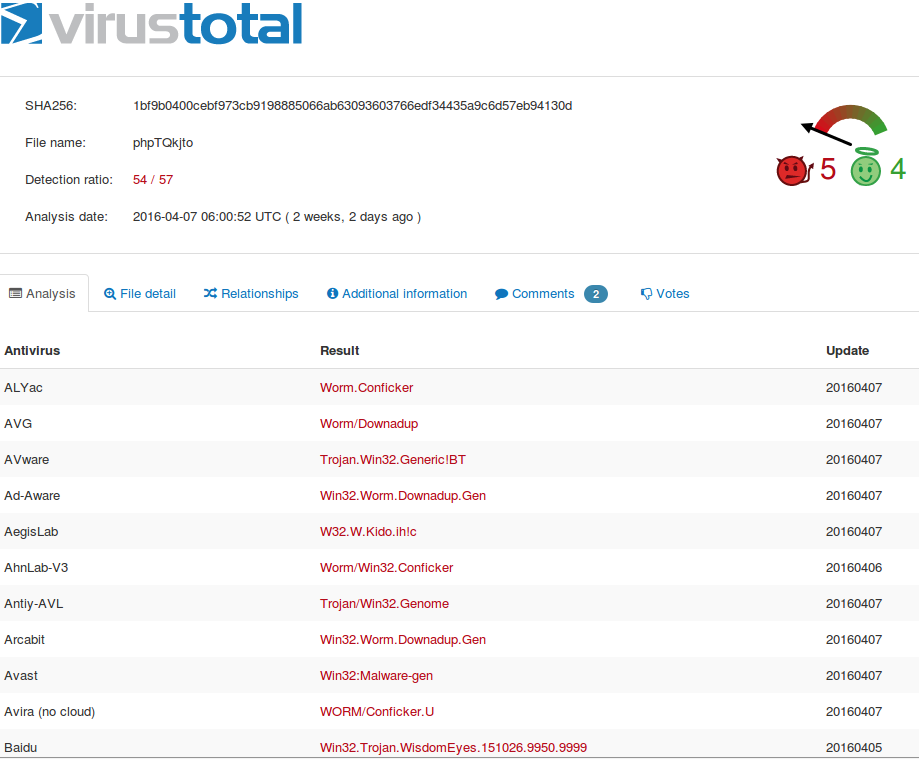 virustotal
SHA256: 1bf9b0400cebf973cb9198885066ab63093603766edf34435a9c6d57eb94130d
File name: phpTQkjto
Detection ratio: 54 / 57
5 4
Analysis date: 2016-04-07 06:00:52 UTC ( 2 weeks, 2 days ago )
Analysis File detail Relationships Additional information Comments 2 Votes
Antivirus Result Update
ALYac Worm.Conficker 20160407
AVG Worm/Downadup 20160407
AVware Trojan.Win32.Generic!BT 20160407
Ad-Aware Win32.Worm.Downadup.Gen 20160407
AegisLab W32.W.Kido.ih!c 20160407
AhnLab-V3 Worm/Win32.Conficker 20160406
Antiy-AVL Trojan/Win32.Genome 20160407
Arcabit Win32.Worm.Downadup.Gen 20160407
Avast Win32:Malware-gen 20160407
Avira (no cloud) WORM/Conficker.U 20160407
Baidu Win32.Trojan.WisdomEyes.151026.9950.9999 20160405